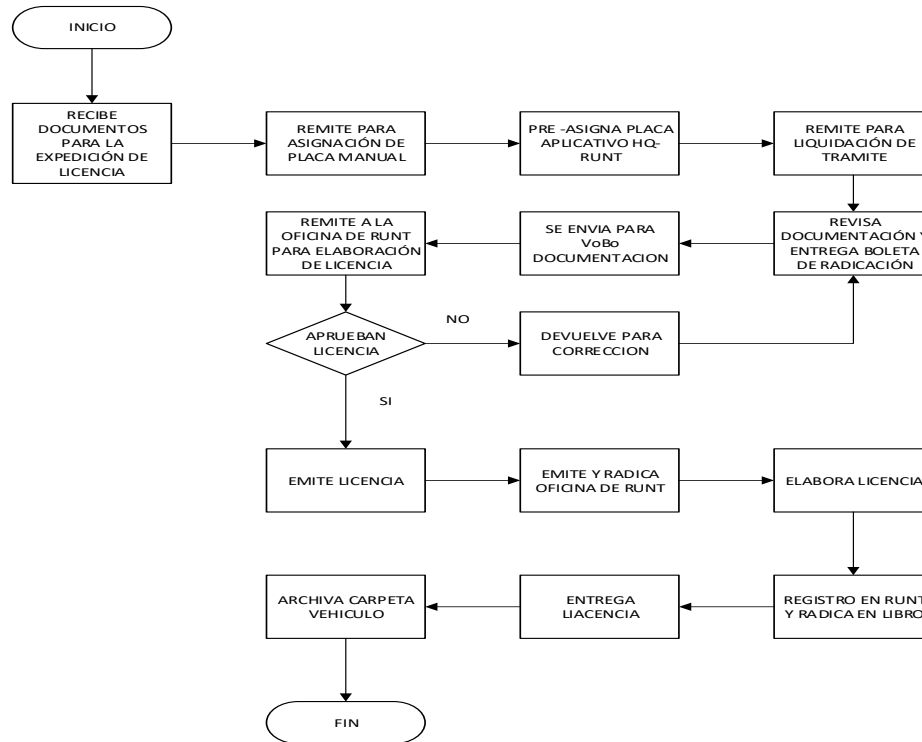 INICIO
RECIBE
DOCUMENTOS
PARA LA
EXPEDICIÓN DE
LICENCIA
REMITE PARA
ASIGNACIÓN DE
PLACA MANUAL
PRE -ASIGNA PLACA
APLICATIVO HQ-
RUNT
REMITE PARA
LIQUIDACIÓN DE
TRAMITE
REVISA
DOCUMENTACIÓN Y
ENTREGA BOLETA
DE RADICACIÓN
SE ENVIA PARA
VoBo
DOCUMENTACION
REMITE A LA
OFICINA DE RUNT
PARA ELABORACIÓN
DE LICENCIA
APRUEBAN
LICENCIA
NO
DEVUELVE PARA
CORRECCION
SI
EMITE LICENCIA
EMITE Y RADICA
OFICINA DE RUNT
ELABORA LICENCIA
REGISTRO EN RUNT
Y RADICA EN LIBRO
ENTREGA
LIACENCIA
ARCHIVA CARPETA
VEHICULO
FIN